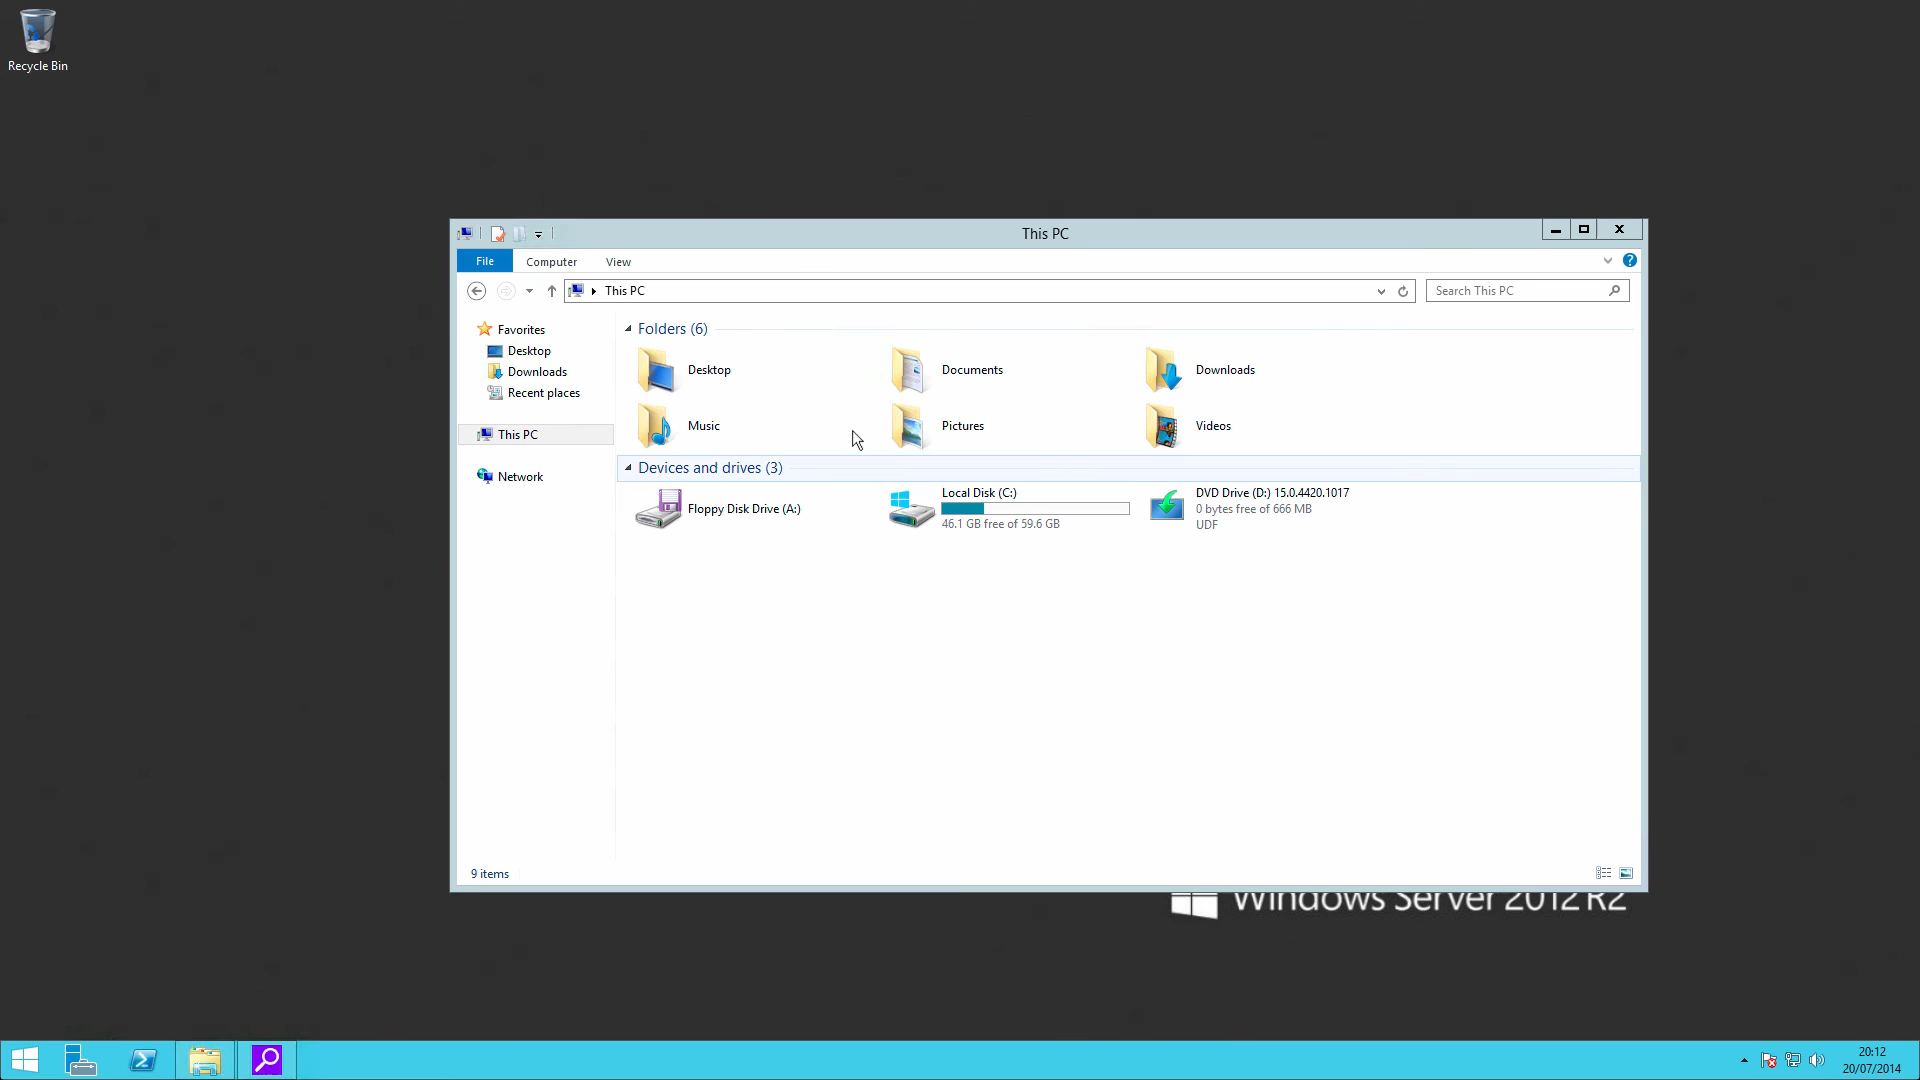 Recycle Bin
This PC
File
Computer
View
This PC
Search This PC
Favorites
Desktop
Downloads
Recent places
This PC
Network
Folders (6)
Desktop
Documents
Downloads
Music
Pictures
Videos
Devices and drives (3)
Floppy Disk Drive (A:)
Local Disk (C:)
46.1 GB free of 59.6 GB
DVD Drive (D:) 15.0.4420.1017
0 bytes free of 666 MB
UDF
9 items
Windows Server 2012 R2
20:12
20/07/2014